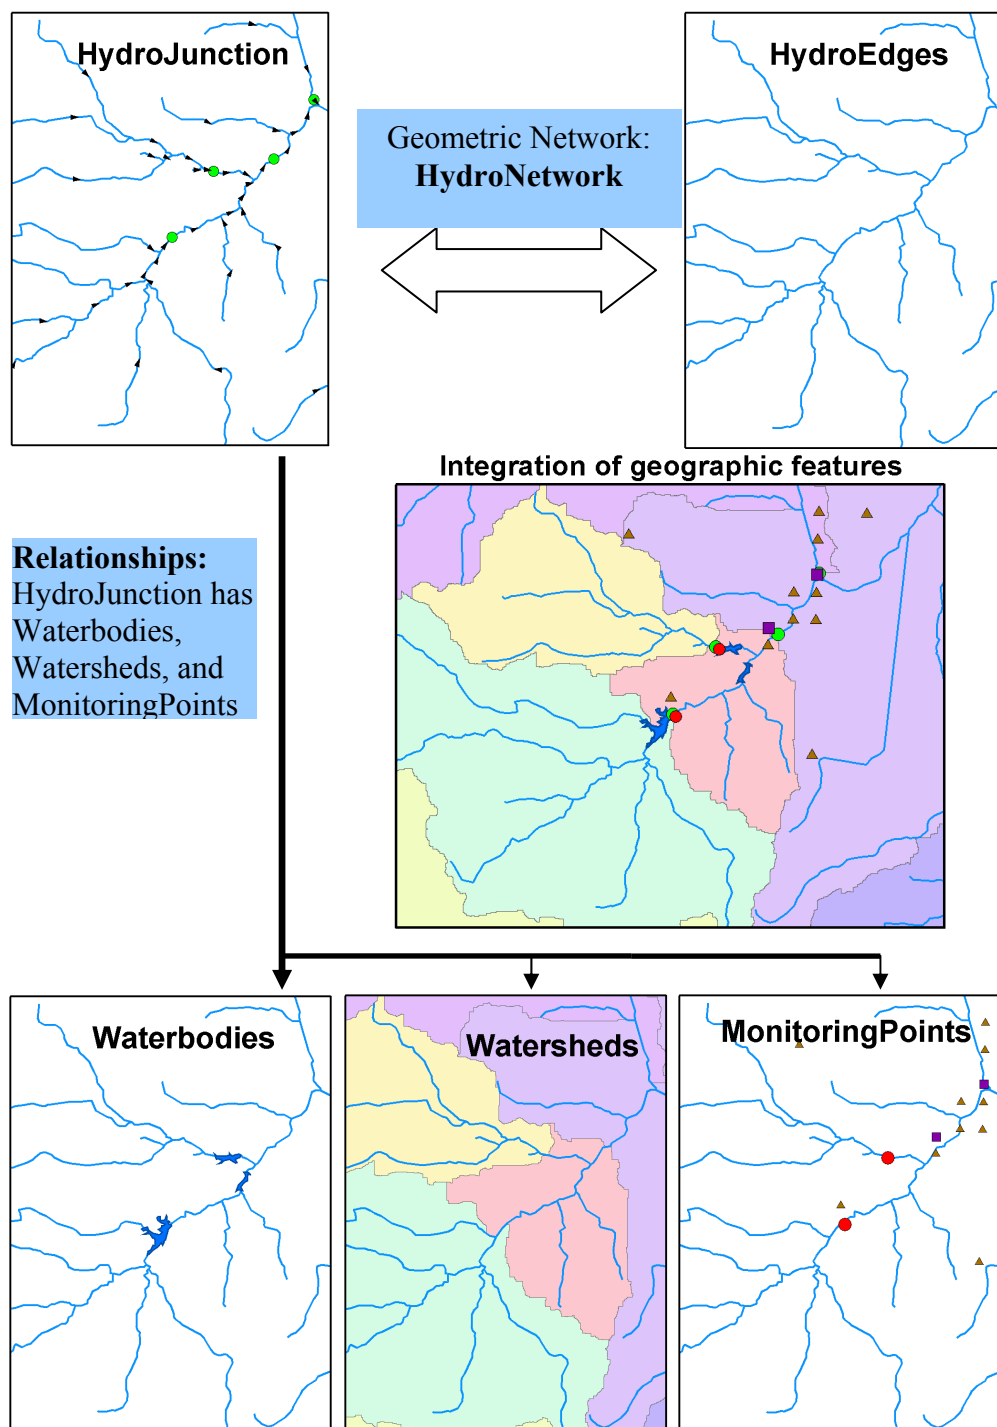 HydroJunction
HydroEdges
Geometric Network:
HydroNetwork
Integration of geographic features
Relationships:
HydroJunction has
Waterbodies,
Watersheds, and
MonitoringPoints
Waterbodies
Watersheds
MonitoringPoints